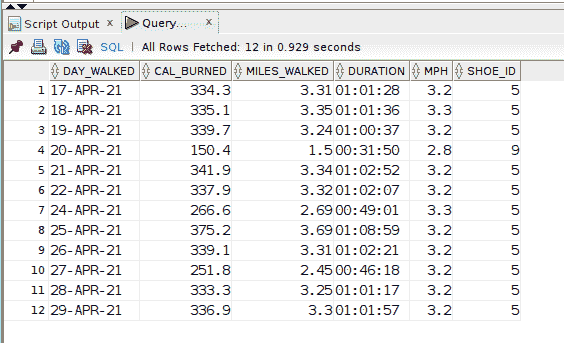 Script Output × Query... ×
SQL | All Rows Fetched: 12 in 0.929 seconds
DAY_WALKED CAL_BURNED MILES_WALKED DURATION MPH SHOE_ID
1 17-APR-21 334.3 3.31 01:01:28 3.2 5
2 18-APR-21 335.1 3.35 01:01:36 3.3 5
3 19-APR-21 339.7 3.24 01:00:37 3.2 5
4 20-APR-21 150.4 1.5 00:31:50 2.8 9
5 21-APR-21 341.9 3.34 01:02:52 3.2 5
6 22-APR-21 337.9 3.32 01:02:07 3.2 5
7 24-APR-21 266.6 2.69 00:49:01 3.3 5
8 25-APR-21 375.2 3.69 01:08:59 3.2 5
9 26-APR-21 339.1 3.31 01:02:21 3.2 5
10 27-APR-21 251.8 2.45 00:46:18 3.2 5
11 28-APR-21 333.3 3.25 01:01:17 3.2 5
12 29-APR-21 336.9 3.3 01:01:57 3.2 5